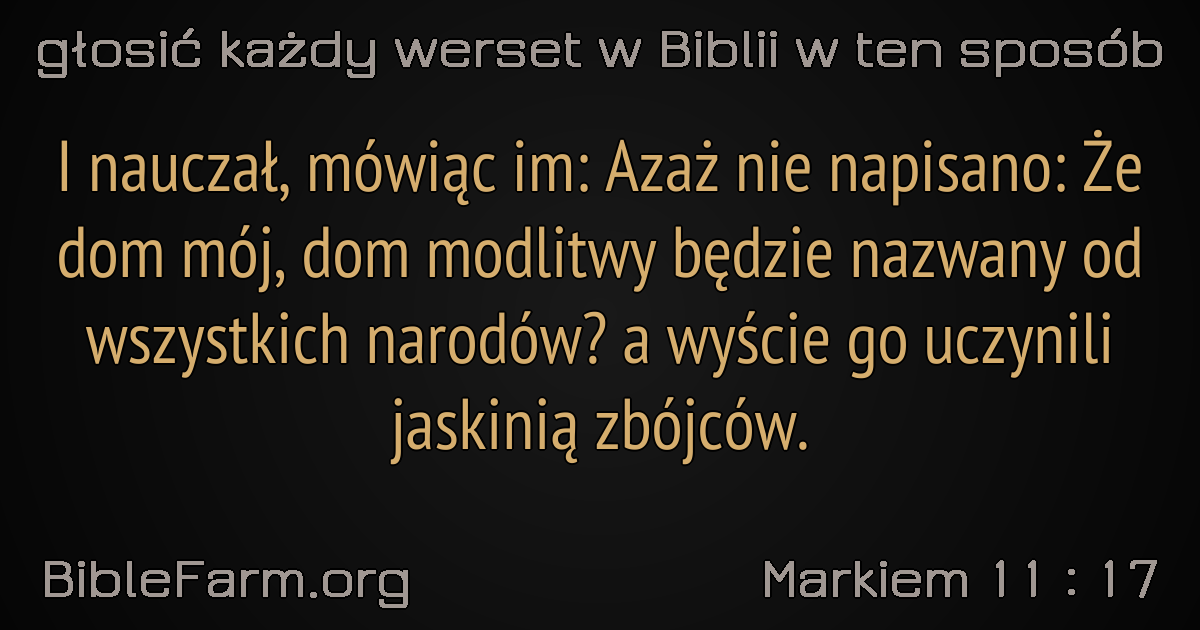 głosić każdy werset w Biblii w ten sposób
I nauczał, mówiąc im: Azaż nie napisano: Że
dom mój, dom modlitwy będzie nazwany od
wszystkich narodów? a wyście go uczynili
jaskinią zbójców.
BibleFarm.org
Markiem 11 : 17